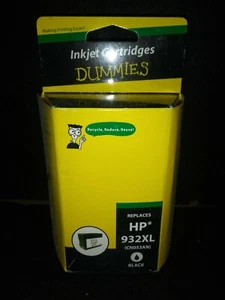 Making Printing Easier!
Inkjet Cartridges
DUMMIES
Recycle, Reduce, Reuse!
REPLACES
HP*
932XL
(CN053AN)
BLACK